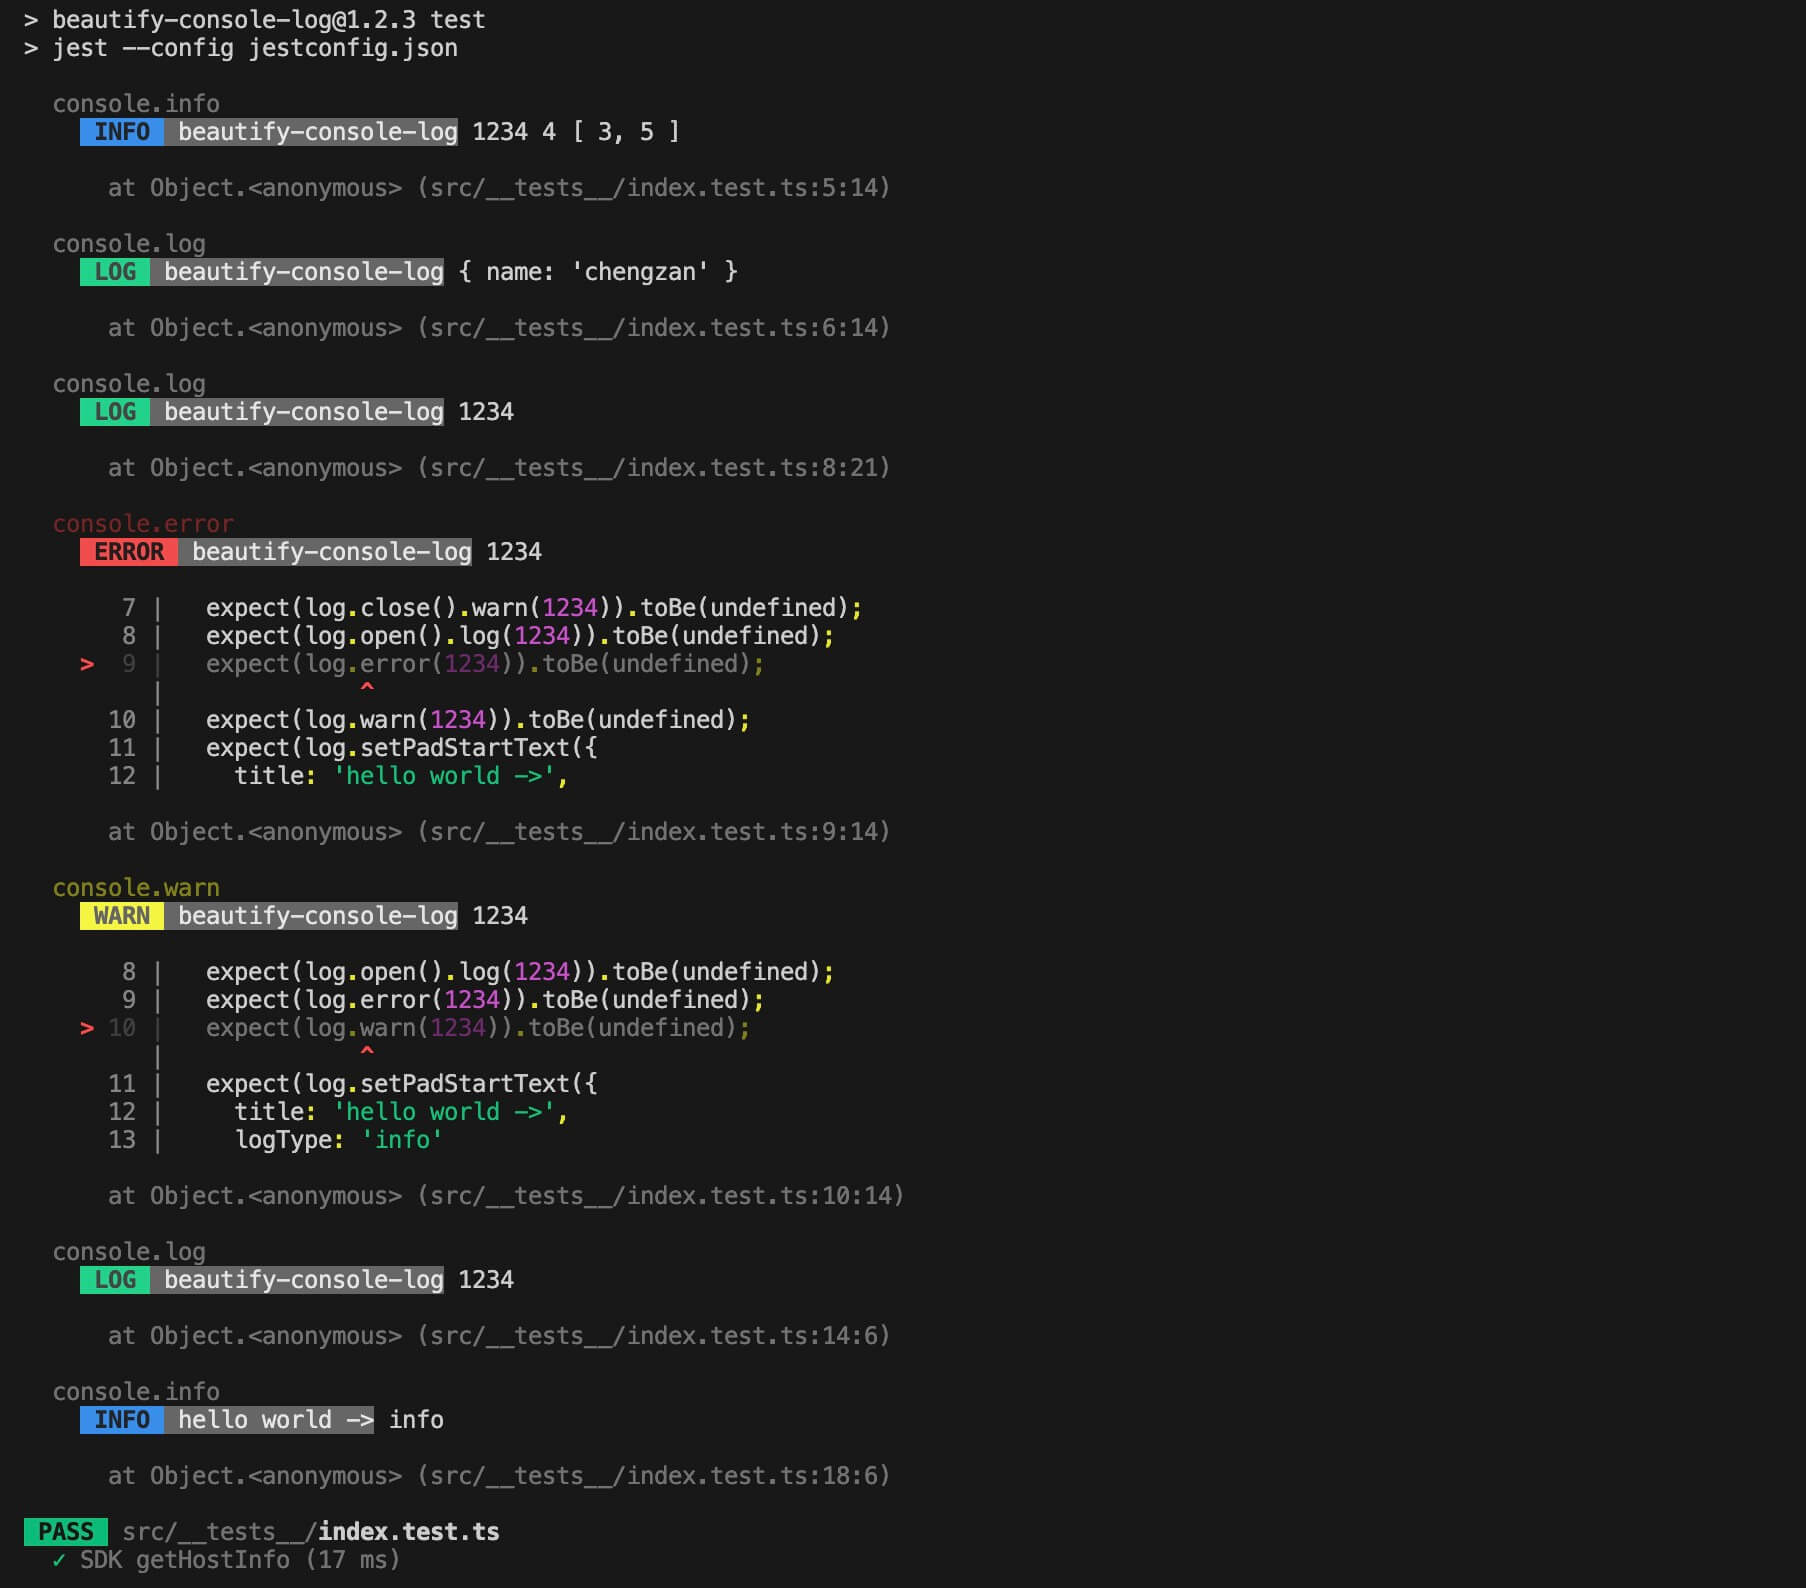 > beautify-console-log@1.2.3 test
> jest --config jestconfig.json
console.info
INFO beautify-console-log 1234 4 [ 3, 5 ]
at Object.<anonymous> (src/__tests__/index.test.ts:5:14)
console.log
LOG beautify-console-log { name: 'chengzan' }
at Object.<anonymous> (src/__tests__/index.test.ts:6:14)
console.log
LOG beautify-console-log 1234
at Object.<anonymous> (src/__tests__/index.test.ts:8:21)
console.error
ERROR beautify-console-log 1234
7 | expect(log.close().warn(1234)).toBe(undefined);
8 | expect(log.open().log(1234)).toBe(undefined);
> 9 | expect(log.error(1234)).toBe(undefined);
| ^
10 | expect(log.warn(1234)).toBe(undefined);
11 | expect(log.setPadStartText({
12 | title: 'hello world ->',
at Object.<anonymous> (src/__tests__/index.test.ts:9:14)
console.warn
WARN beautify-console-log 1234
8 | expect(log.open().log(1234)).toBe(undefined);
9 | expect(log.error(1234)).toBe(undefined);
> 10 | expect(log.warn(1234)).toBe(undefined);
| ^
11 | expect(log.setPadStartText({
12 | title: 'hello world ->',
13 | logType: 'info'
at Object.<anonymous> (src/__tests__/index.test.ts:10:14)
console.log
LOG beautify-console-log 1234
at Object.<anonymous> (src/__tests__/index.test.ts:14:6)
console.info
INFO hello world -> info
at Object.<anonymous> (src/__tests__/index.test.ts:18:6)
PASS src/__tests__/index.test.ts
✓ SDK getHostInfo (17 ms)